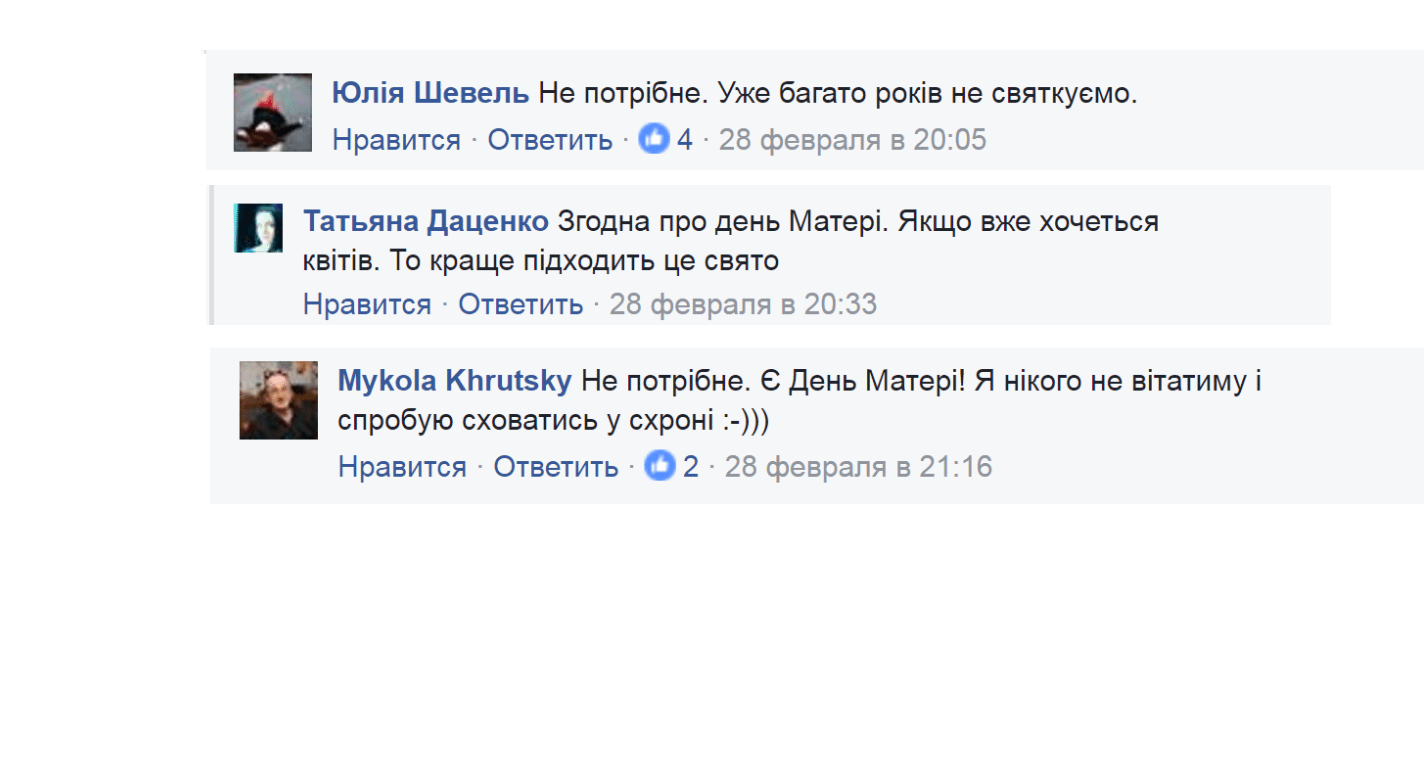 Юлія Шевель Не потрібне. Уже багато років не святкуємо.
Нравится · Ответить · 4 · 28 февраля в 20:05
Татьяна Даценко Згодна про день Матері. Якщо вже хочеться
квітів. То краще підходить це свято
Нравится · Ответить · 28 февраля в 20:33
Mykola Khrutsky Не потрібне. Є День Матері! Я нікого не вітатиму і
спробую сховатись у схроні :-)))
Нравится · Ответить · 2 · 28 февраля в 21:16